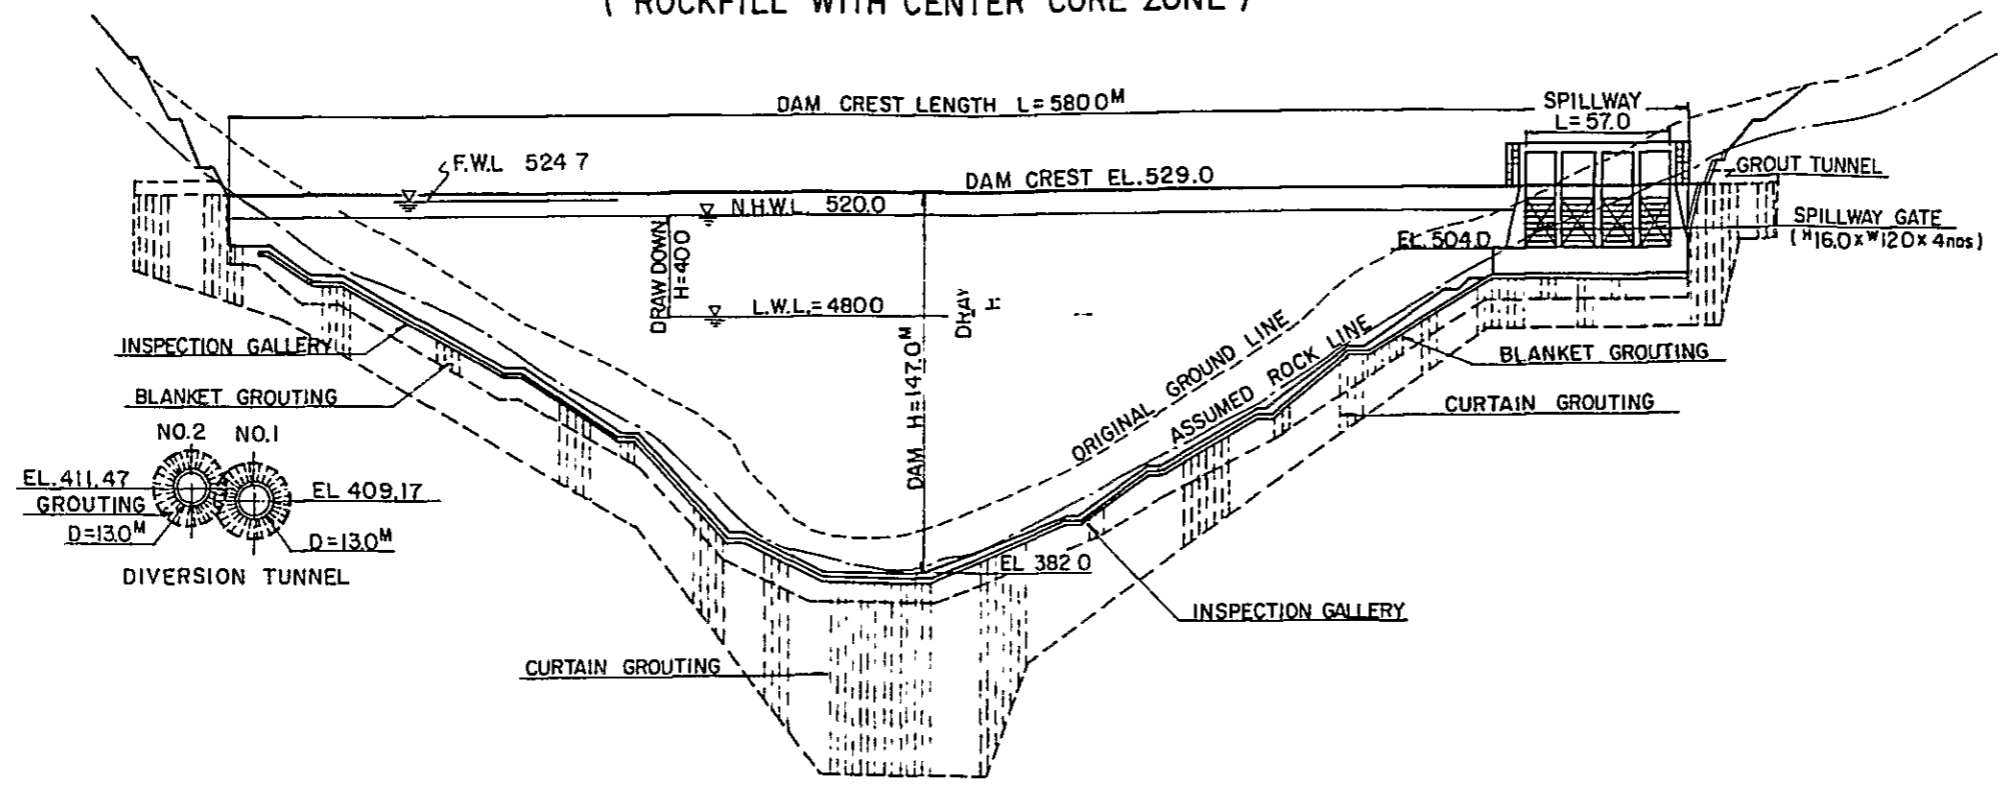 ( ROCKFILL WITH CENTER CORE ZONE )
DAM CREST LENGTH L=580.0M
SPILLWAY
L=57.0
F.W.L 524 7
DAM CREST EL.529.0
GROUT TUNNEL
N.H.W.L. 520.0
SPILLWAY GATE
(H16.0xW12.0x4nos)
EL. 504.0
DRAW DOWN
H=40.0
L.W.L.=480.0
INSPECTION GALLERY
BLANKET GROUTING
DAM H=147.0M
ORIGINAL GROUND LINE
ASSUMED ROCK LINE
BLANKET GROUTING
CURTAIN GROUTING
NO.2 NO.1
EL.411.47
GROUTING
D=13.0M
EL 409.17
D=13.0M
DIVERSION TUNNEL
EL 382 0
INSPECTION GALLERY
CURTAIN GROUTING